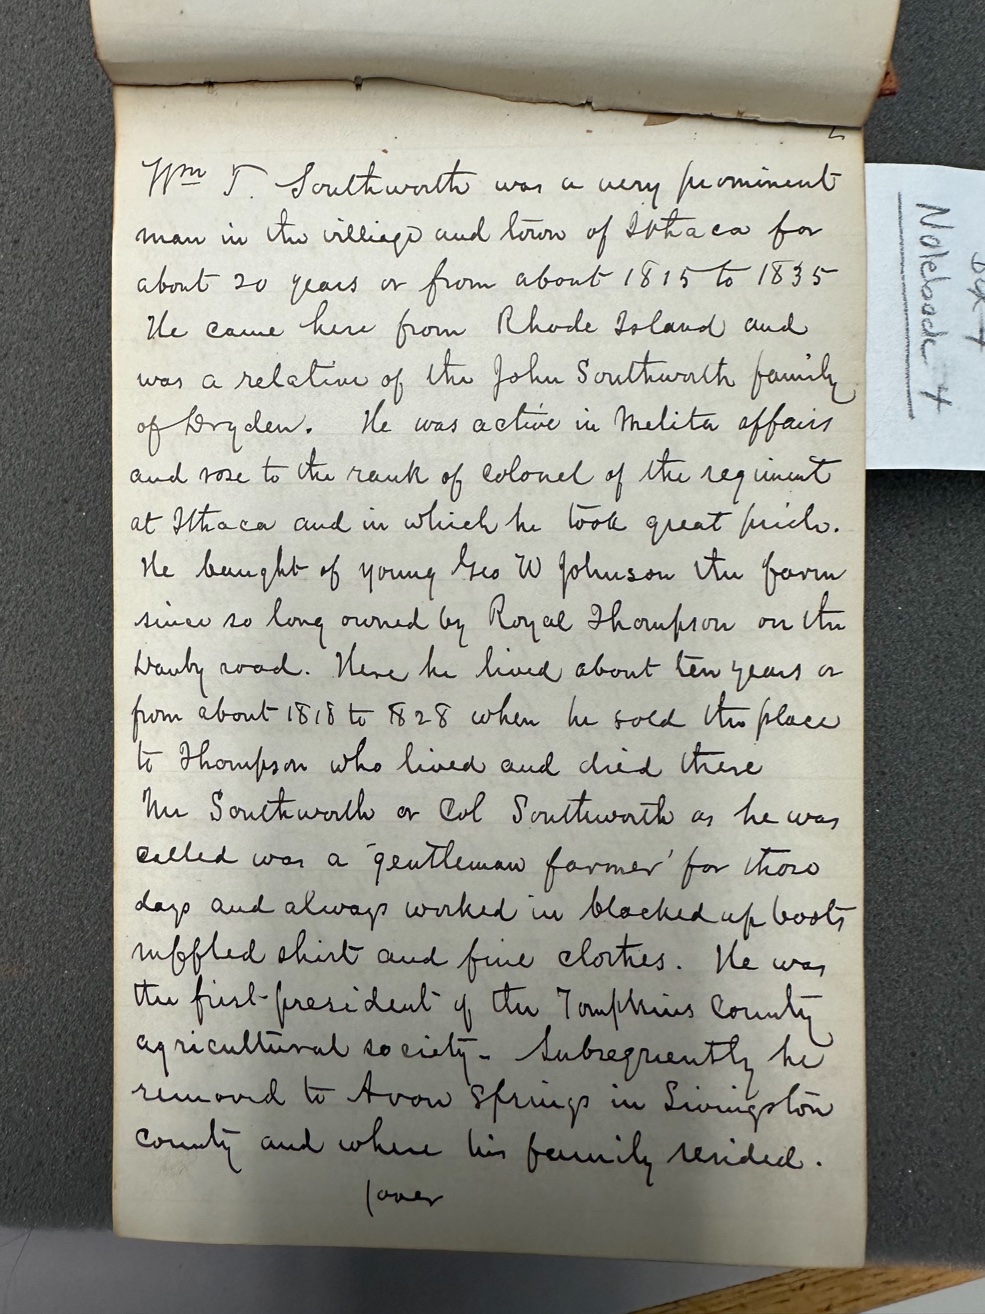 2
Wm T. Southworth was a very prominent
man in the villiage and town of Ithaca for
about 20 years or from about 1815 to 1835
He came here from Rhode Island and
was a relative of the John Southworth family
of Dryden. He was active in Melita affairs
and rose to the rank of colonel of the regiment
at Ithaca and in which he took great pride.
He baught of young Geo W Johnson the farm
since so long owned by Royal Thompson on the
Danby road. Here he lived about ten years or
from about 1818 to 1828 when he sold the place
to Thompson who lived and died there
Mr Southworth or Col Southworth as he was
called was a "gentleman farmer' for those
days and always worked in blacked up boots
ruffled shirt and fine clothes. He was
the first president of the Tompkins County
agricultural society - Subsequently he
removed to Avon Springs in Livingston
county and where his family resided.
(over
Box 4
Notebook 4